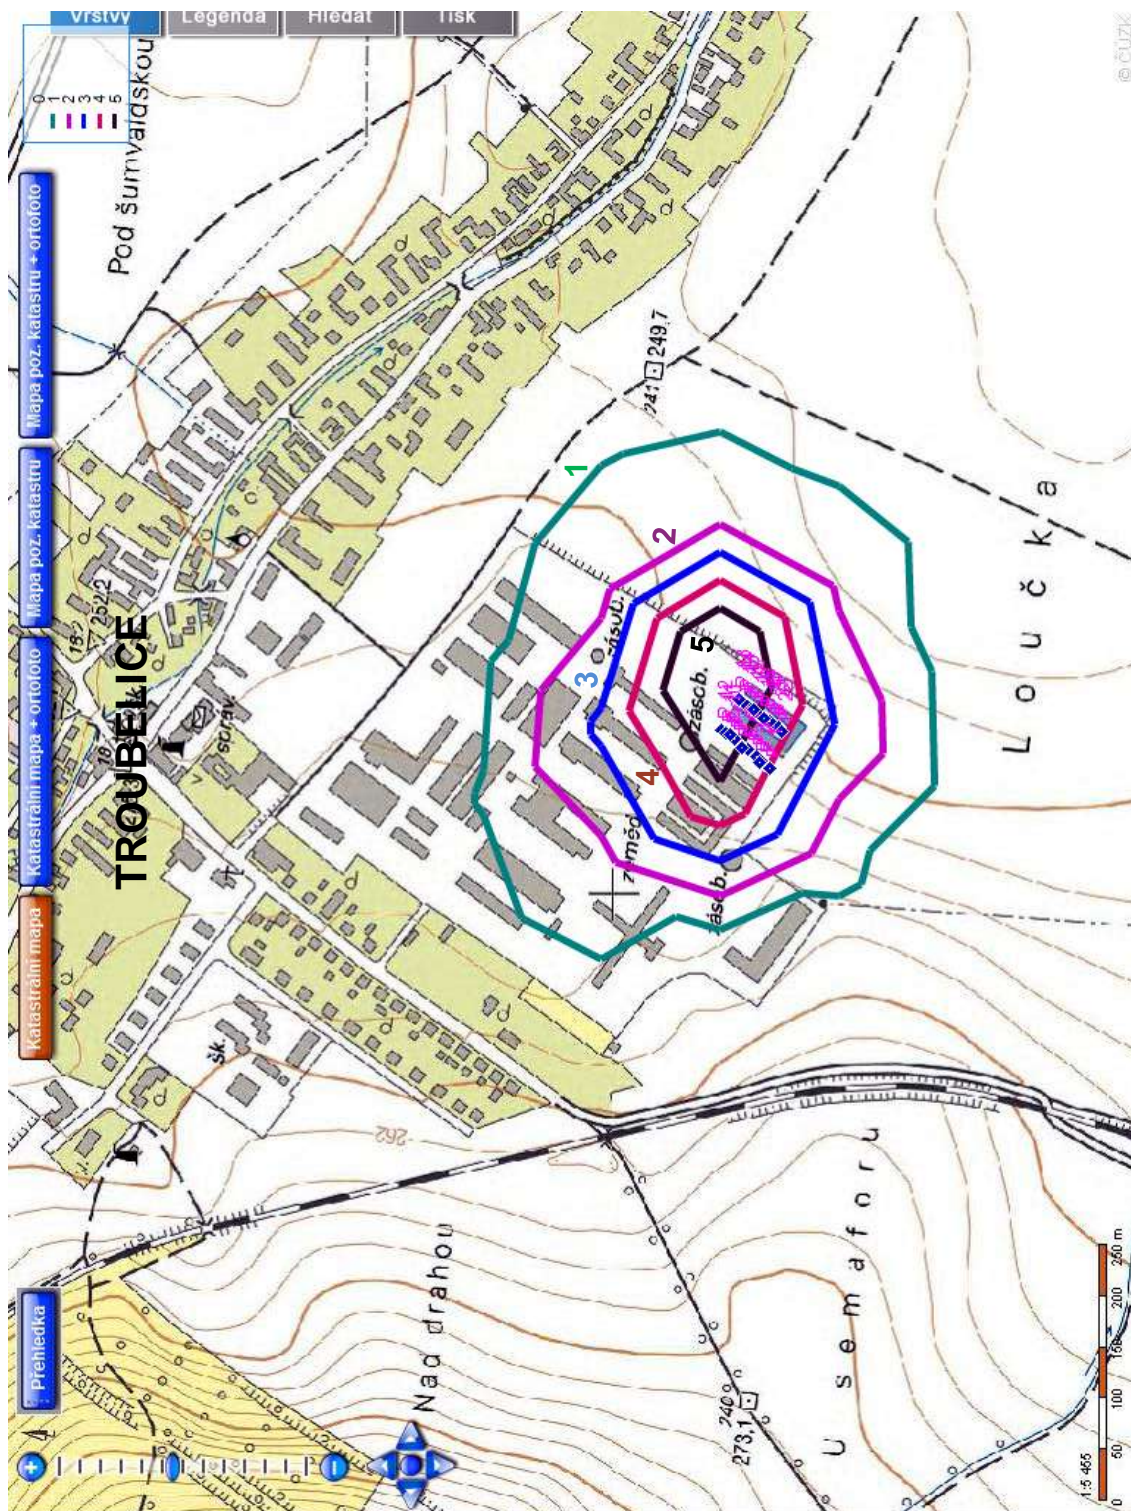 Přehledka
Katastrální mapa
Katastrální mapa + ortofoto
Mapa poz. katastru
Mapa poz. katastru + ortofoto
Vrstvy
Legenda
Hledat
Tisk
0
1
2
3
4
5
Pod šumvaldskou
TROUBELICE
252,2
šk.
262
Nad drahou
241
249,7
1
2
3
4
5
zásob.
zásob.
zásob.
zeměd.
240
273,1
U semaforu
Loučka
1:5 455
0
50
100
150
200
250 m
© ČÚZK